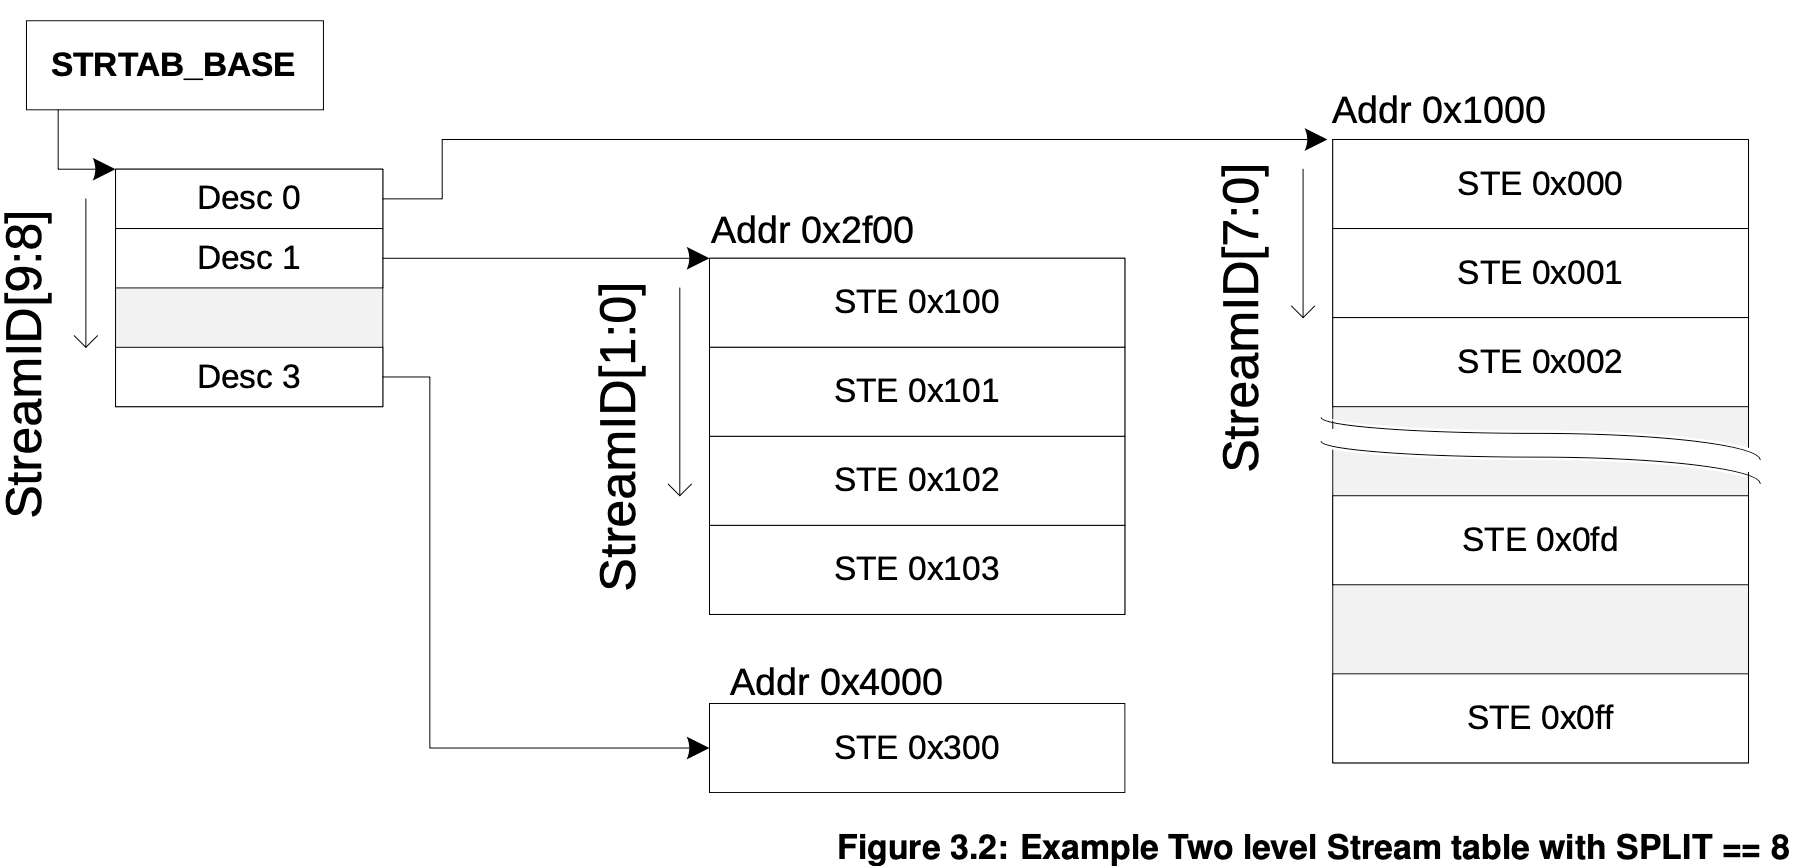 STRTAB_BASE
Desc 0
Desc 1
Desc 3
StreamID[9:8]
Addr 0x2f00
StreamID[1:0]
STE 0x100
STE 0x101
STE 0x102
STE 0x103
Addr 0x4000
STE 0x300
Addr 0x1000
StreamID[7:0]
STE 0x000
STE 0x001
STE 0x002
STE 0x0fd
STE 0x0ff
Figure 3.2: Example Two level Stream table with SPLIT == 8